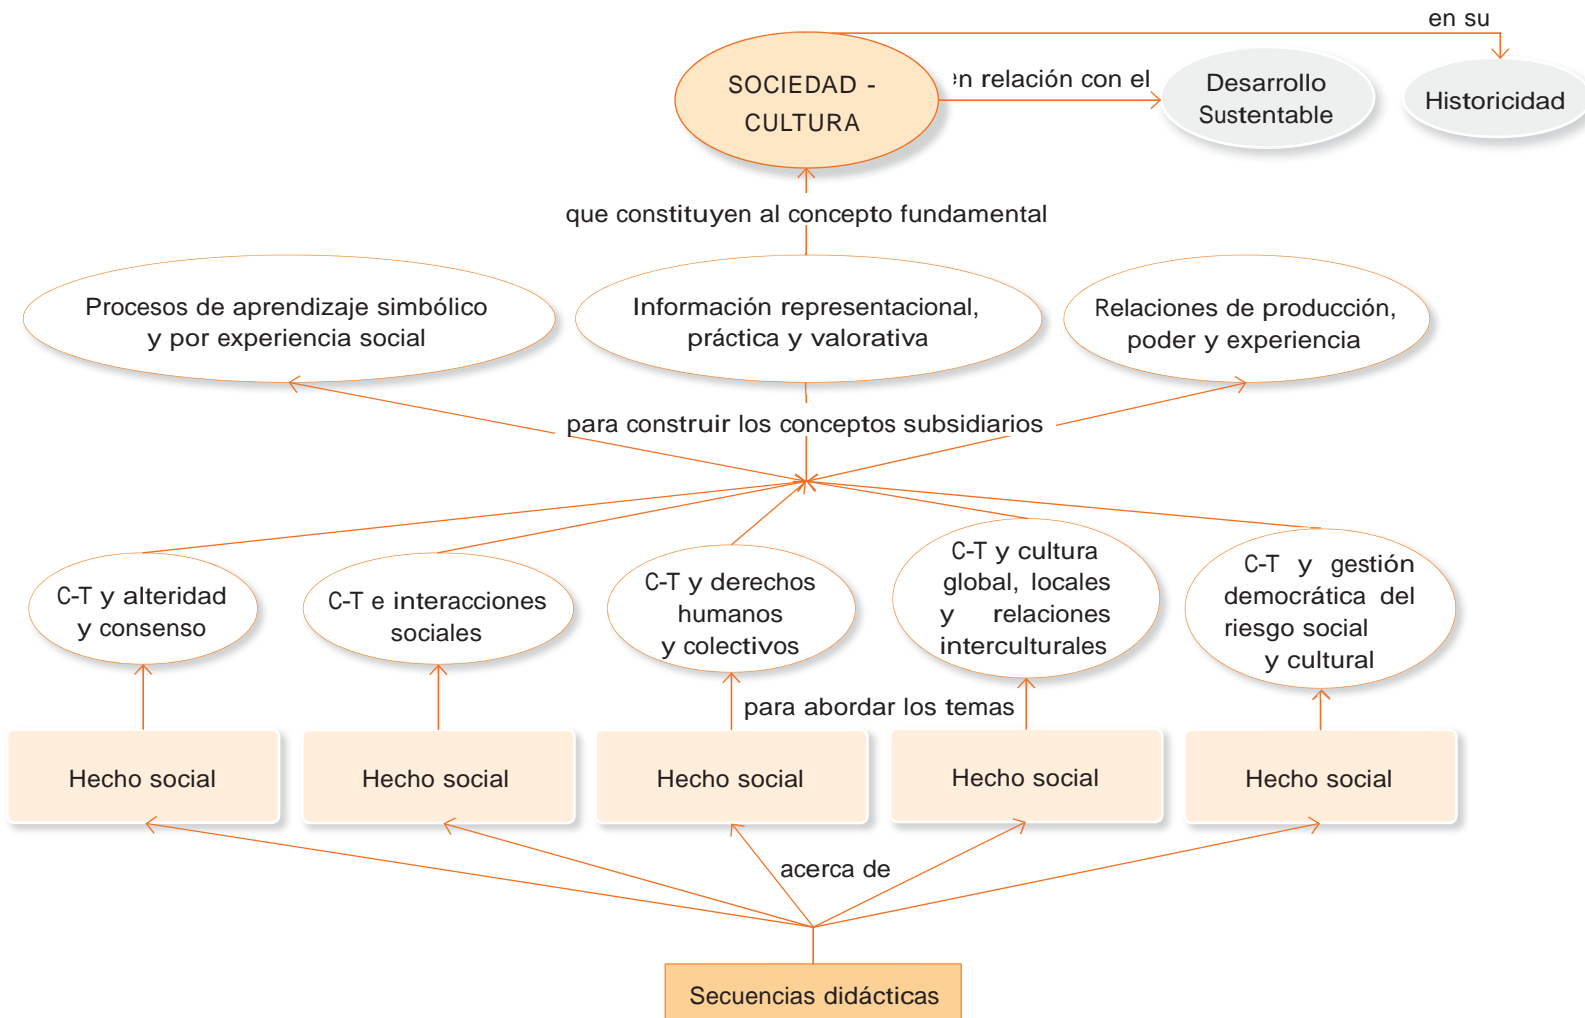 en su
SOCIEDAD -
CULTURA
en relación con el
Desarrollo
Sustentable
Historicidad
que constituyen al concepto fundamental
Procesos de aprendizaje simbólico
y por experiencia social
Información representacional,
práctica y valorativa
Relaciones de producción,
poder y experiencia
para construir los conceptos subsidiarios
C-T y alteridad
y consenso
C-T e interacciones
sociales
C-T y derechos
humanos
y colectivos
C-T y cultura
global, locales
y relaciones
interculturales
C-T y gestión
democrática del
riesgo social
y cultural
para abordar los temas
Hecho social
Hecho social
Hecho social
Hecho social
Hecho social
acerca de
Secuencias didácticas